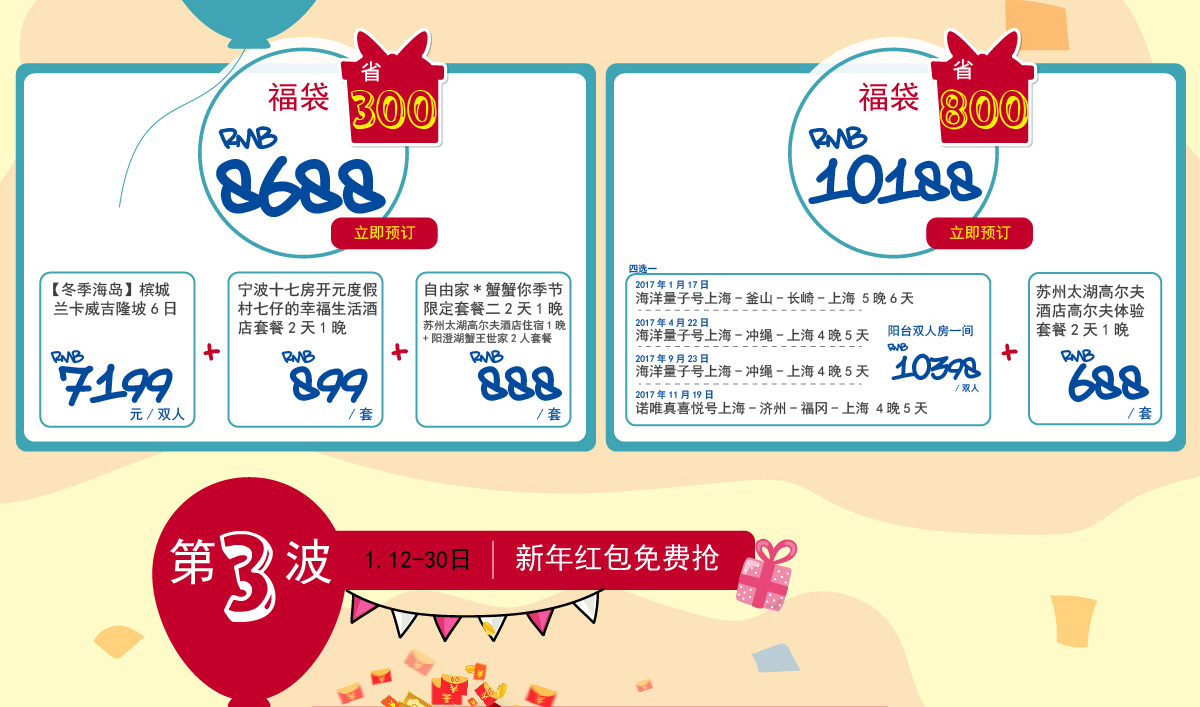 省
300
福袋
RMB
8688
立即预订
【冬季海岛】槟城
兰卡威吉隆坡 6 日
RMB
7199
元 / 双人
+
宁波十七房开元度假
村七仔的幸福生活酒
店套餐 2 天 1 晚
RMB
899
/ 套
+
自由家＊蟹蟹你季节
限定套餐二 2 天 1 晚
苏州太湖高尔夫酒店住宿 1 晚
+ 阳澄湖蟹王世家 2 人套餐
RMB
888
/ 套
省
800
福袋
RMB
10188
立即预订
四选一
2017 年 1 月 17 日
海洋量子号上海－釜山－长崎－上海 5 晚 6 天
2017 年 4 月 22 日
海洋量子号上海－冲绳－上海 4 晚 5 天
2017 年 9 月 23 日
海洋量子号上海－冲绳－上海 4 晚 5 天
2017 年 11 月 19 日
诺唯真喜悦号上海－济州－福冈－上海 4 晚 5 天
阳台双人房一间
RMB
10398
/ 双人
+
苏州太湖高尔夫
酒店高尔夫体验
套餐 2 天 1 晚
RMB
688
/ 套
第3波
1.12-30日
新年红包免费抢